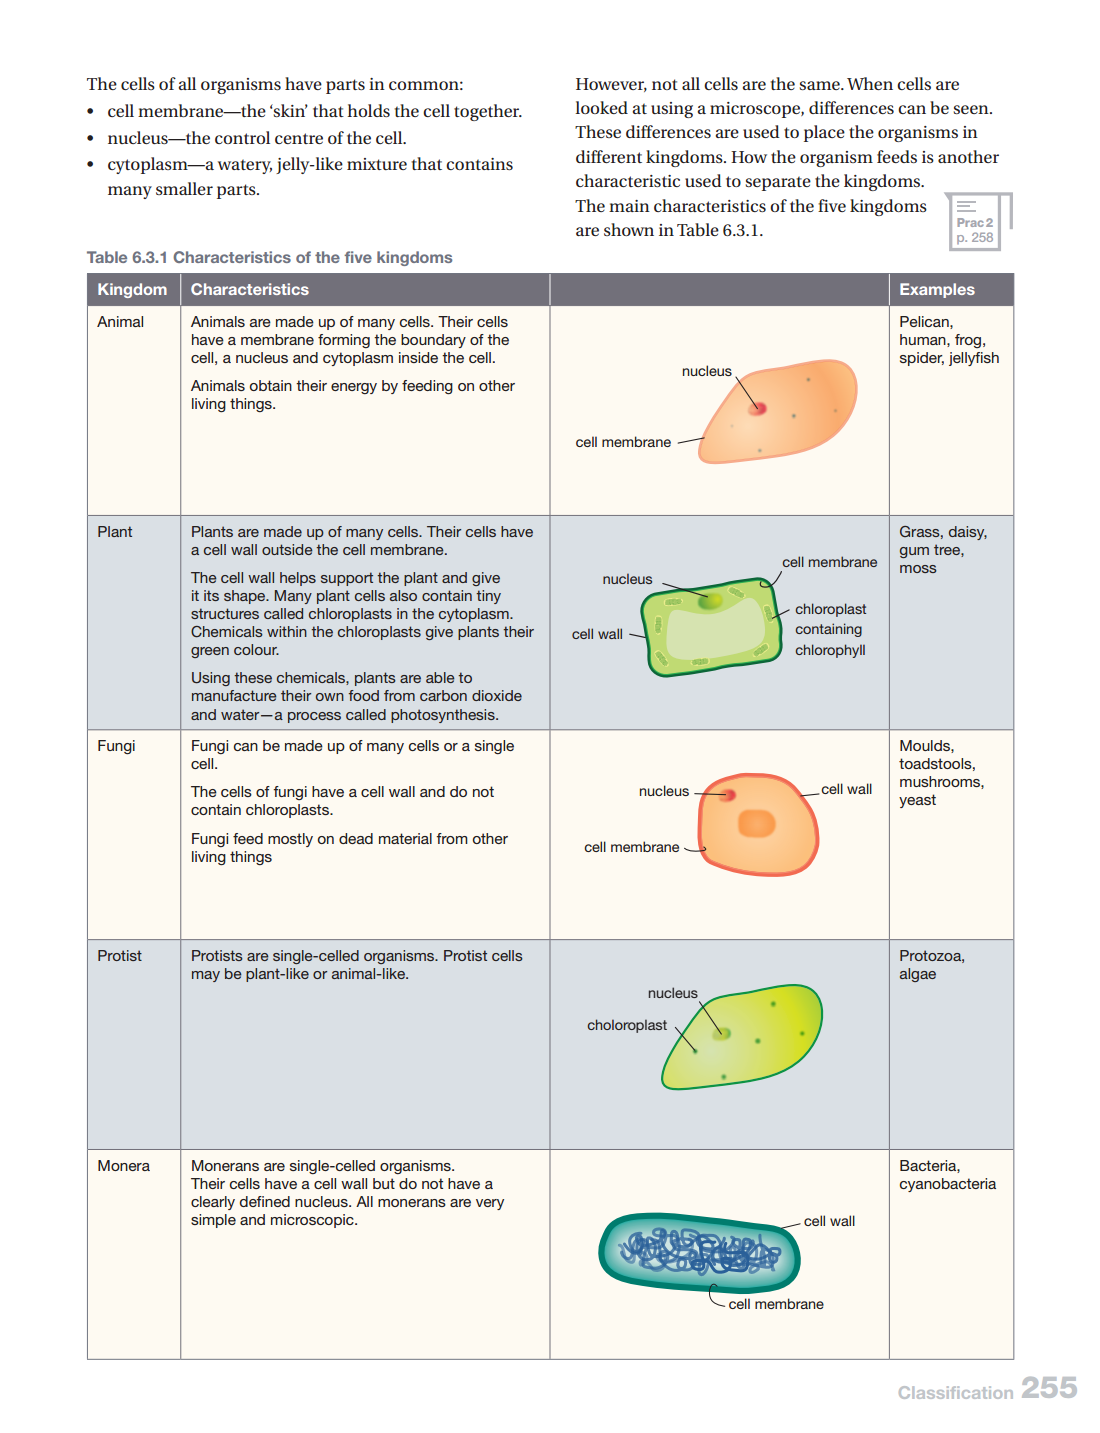 The cells of all organisms have parts in common:
• cell membrane—the ‘skin’ that holds the cell together.
• nucleus—the control centre of the cell.
• cytoplasm—a watery, jelly-like mixture that contains
many smaller parts.
However, not all cells are the same. When cells are
looked at using a microscope, differences can be seen.
These differences are used to place the organisms in
different kingdoms. How the organism feeds is another
characteristic used to separate the kingdoms.
The main characteristics of the five kingdoms
are shown in Table 6.3.1.
Prac 2
p. 258
Table 6.3.1 Characteristics of the five kingdoms
Kingdom
Characteristics
Examples
Animal
Animals are made up of many cells. Their cells
have a membrane forming the boundary of the
cell, a nucleus and cytoplasm inside the cell.
Animals obtain their energy by feeding on other
living things.
nucleus
cell membrane
Pelican,
human, frog,
spider, jellyfish
Plant
Plants are made up of many cells. Their cells have
a cell wall outside the cell membrane.
The cell wall helps support the plant and give
it its shape. Many plant cells also contain tiny
structures called chloroplasts in the cytoplasm.
Chemicals within the chloroplasts give plants their
green colour.
Using these chemicals, plants are able to
manufacture their own food from carbon dioxide
and water—a process called photosynthesis.
cell membrane
nucleus
chloroplast
containing
chlorophyll
cell wall
Grass, daisy,
gum tree,
moss
Fungi
Fungi can be made up of many cells or a single
cell.
The cells of fungi have a cell wall and do not
contain chloroplasts.
Fungi feed mostly on dead material from other
living things
nucleus
cell wall
cell membrane
Moulds,
toadstools,
mushrooms,
yeast
Protist
Protists are single-celled organisms. Protist cells
may be plant-like or animal-like.
nucleus
choloroplast
Protozoa,
algae
Monera
Monerans are single-celled organisms.
Their cells have a cell wall but do not have a
clearly defined nucleus. All monerans are very
simple and microscopic.
cell wall
cell membrane
Bacteria,
cyanobacteria
Classification 255